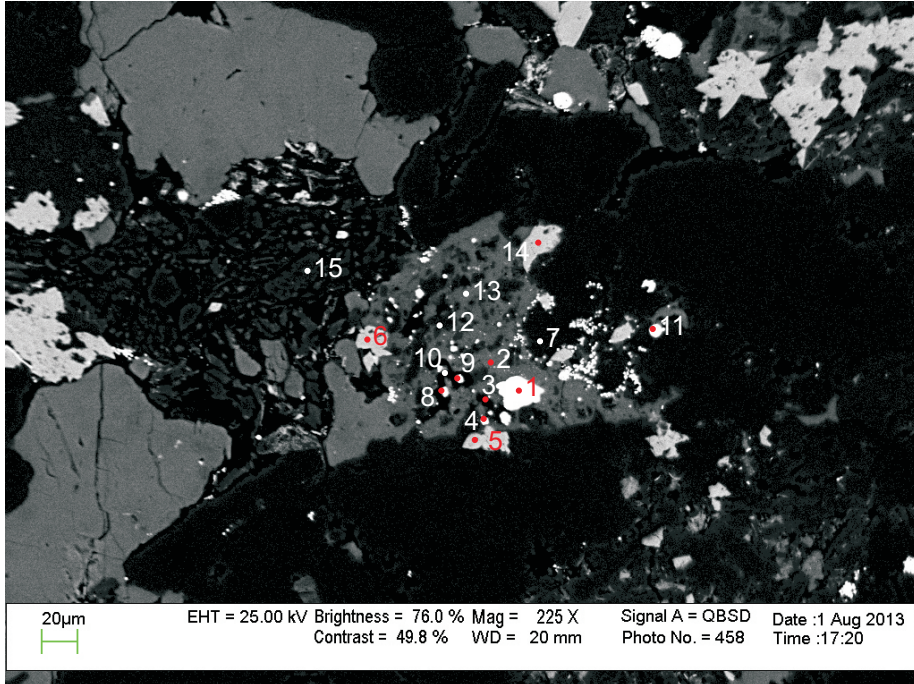 14
15
13
12
7
11
6
10
9
2
8
3
1
4
5
20µm
EHT = 25.00 kV
Brightness = 76.0 %
Mag = 225 X
Signal A = QBSD
Date :1 Aug 2013
Contrast = 49.8 %
WD = 20 mm
Photo No. = 458
Time :17:20